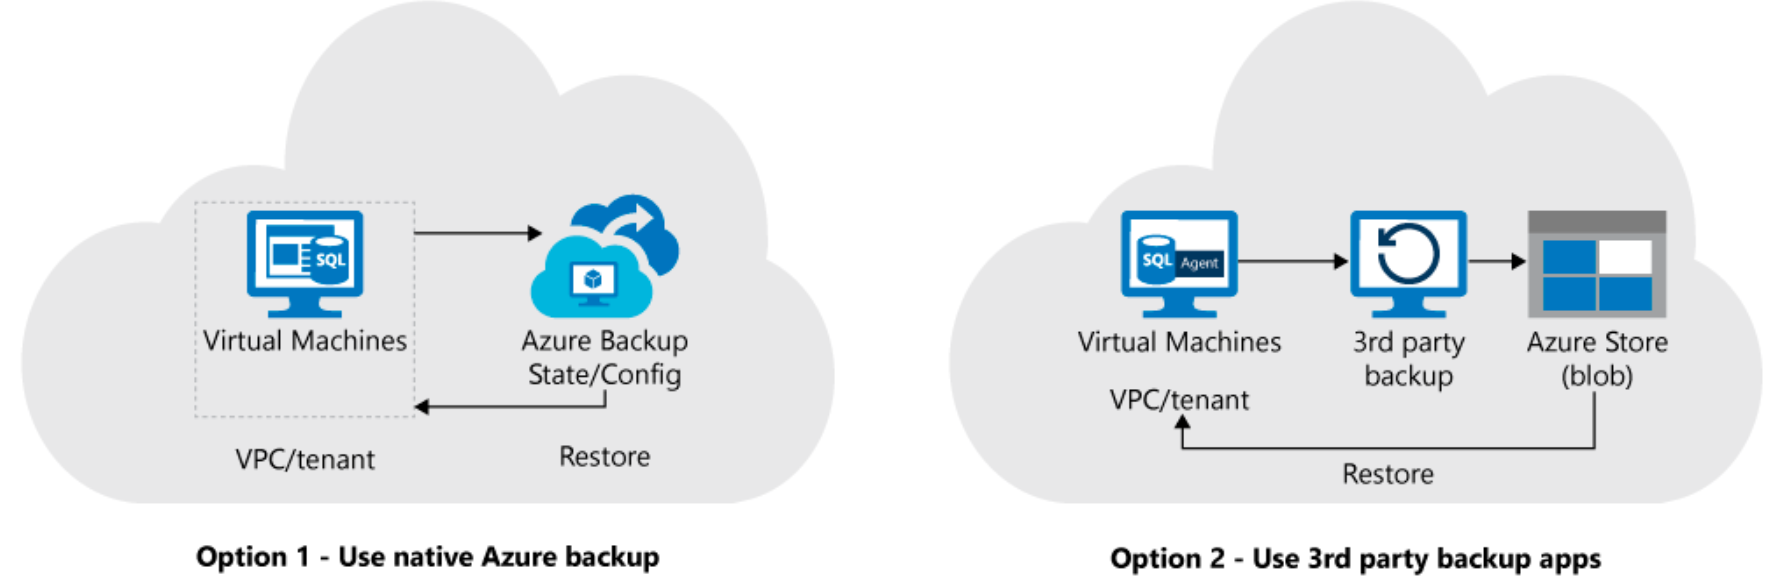 SQL
Virtual Machines
VPC/tenant
Azure Backup
State/Config
Restore
Option 1 - Use native Azure backup
SQL
Agent
Virtual Machines
VPC/tenant
3rd party
backup
Azure Store
(blob)
Restore
Option 2 - Use 3rd party backup apps